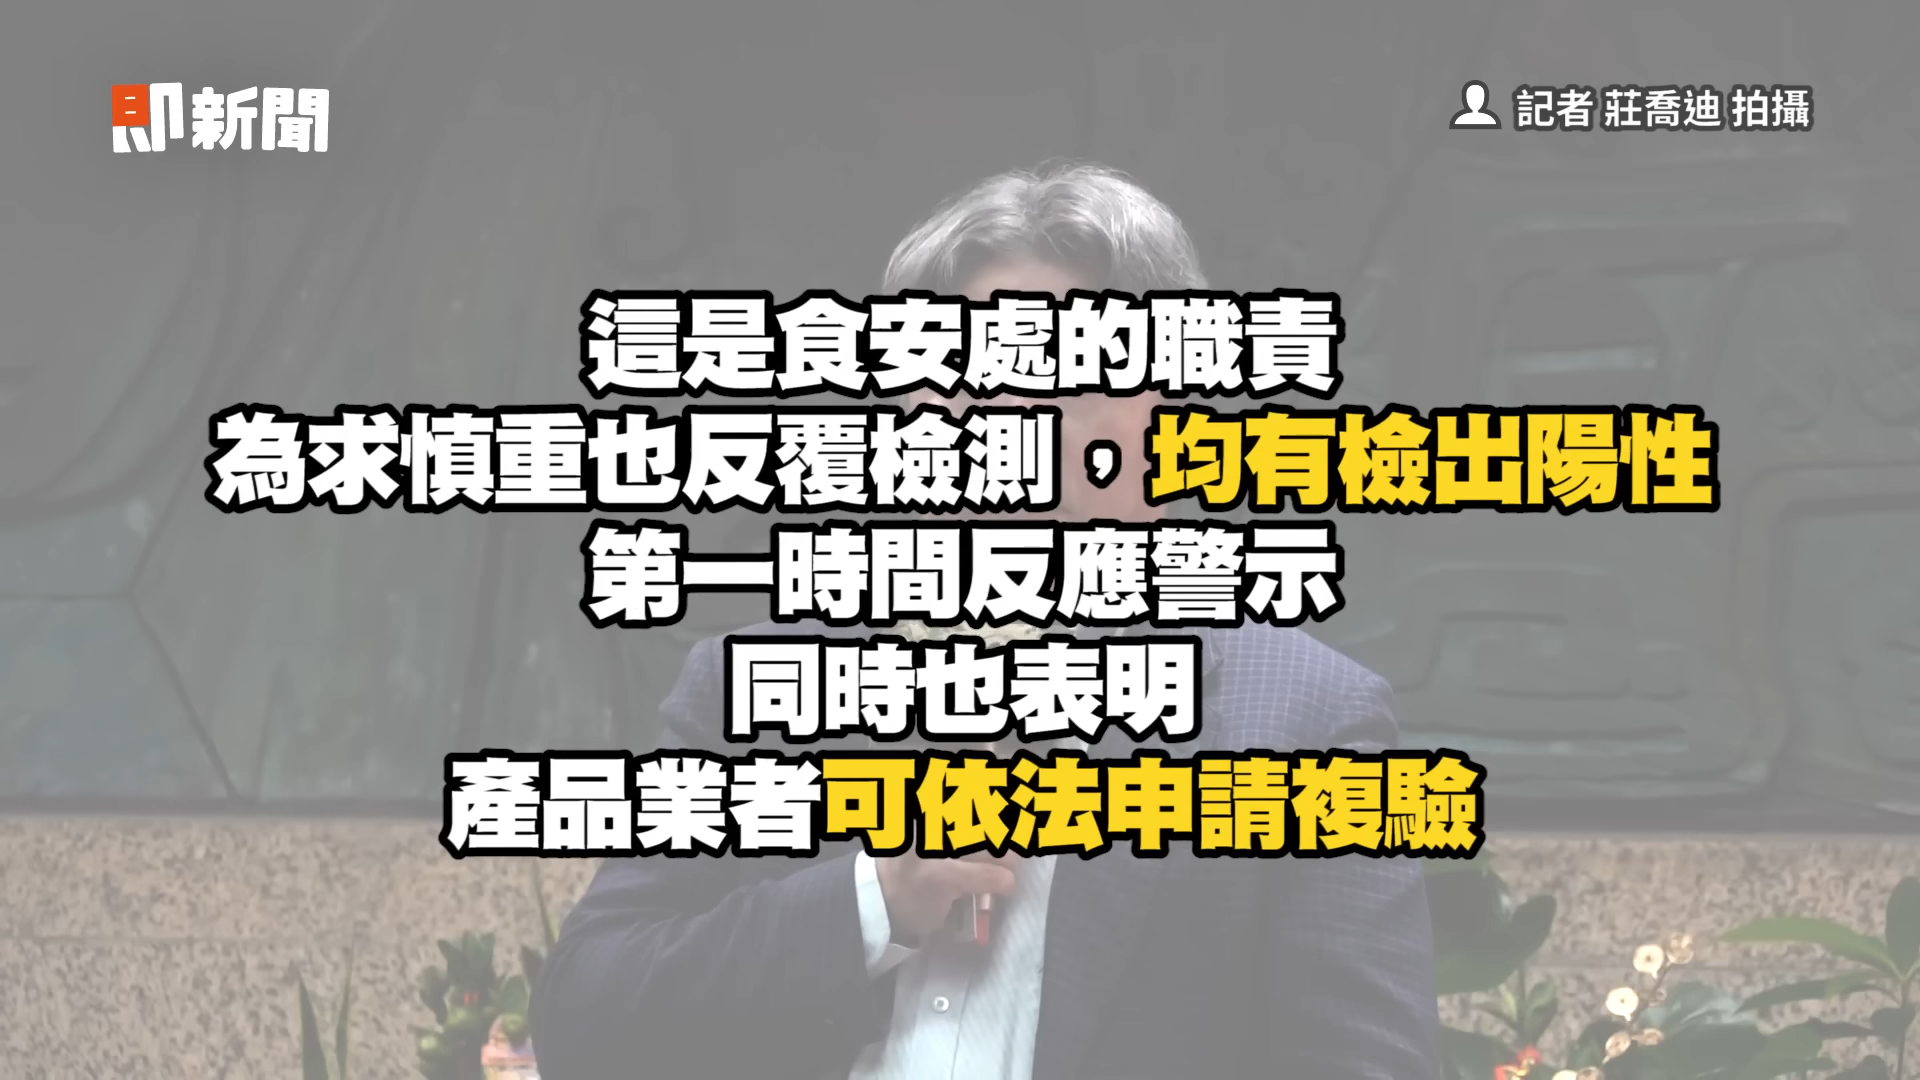 即新聞
記者 莊喬迪 拍攝
這是食安處的職責
為求慎重也反覆檢測，均有檢出陽性
第一時間反應警示
同時也表明
產品業者可依法申請複驗